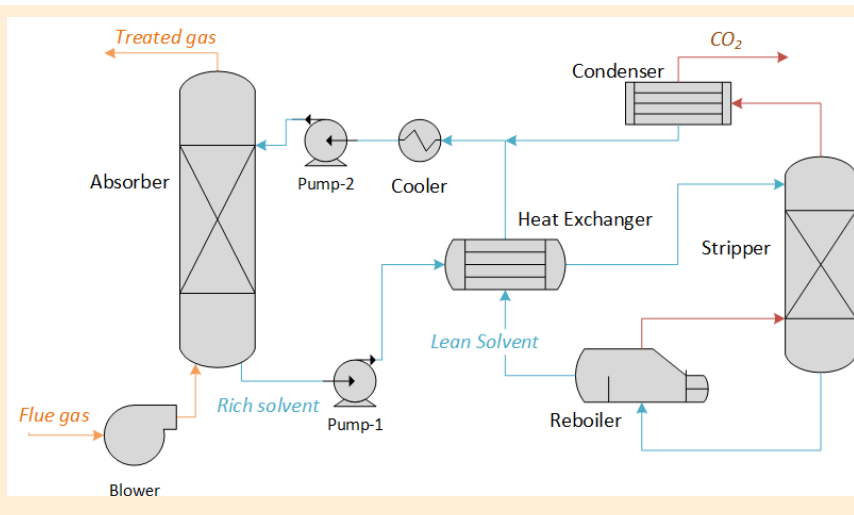 Treated gas
CO2
Condenser
Absorber
Pump-2
Cooler
Heat Exchanger
Stripper
Lean Solvent
Rich solvent
Pump-1
Reboiler
Flue gas
Blower